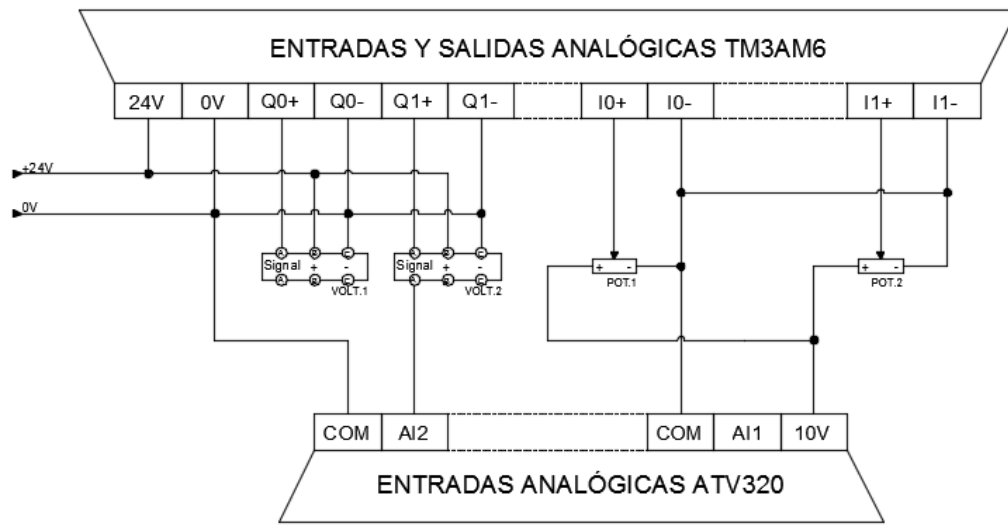 ENTRADAS Y SALIDAS ANALÓGICAS TM3AM6
24V 0V Q0+ Q0- Q1+ Q1- I0+ I0- I1+ I1-
+24V
0V
A B C A B C
Signal + - Signal + - + - + -
A B C A B C
VOLT.1 VOLT.2 POT.1 POT.2
COM AI2 COM AI1 10V
ENTRADAS ANALÓGICAS ATV320